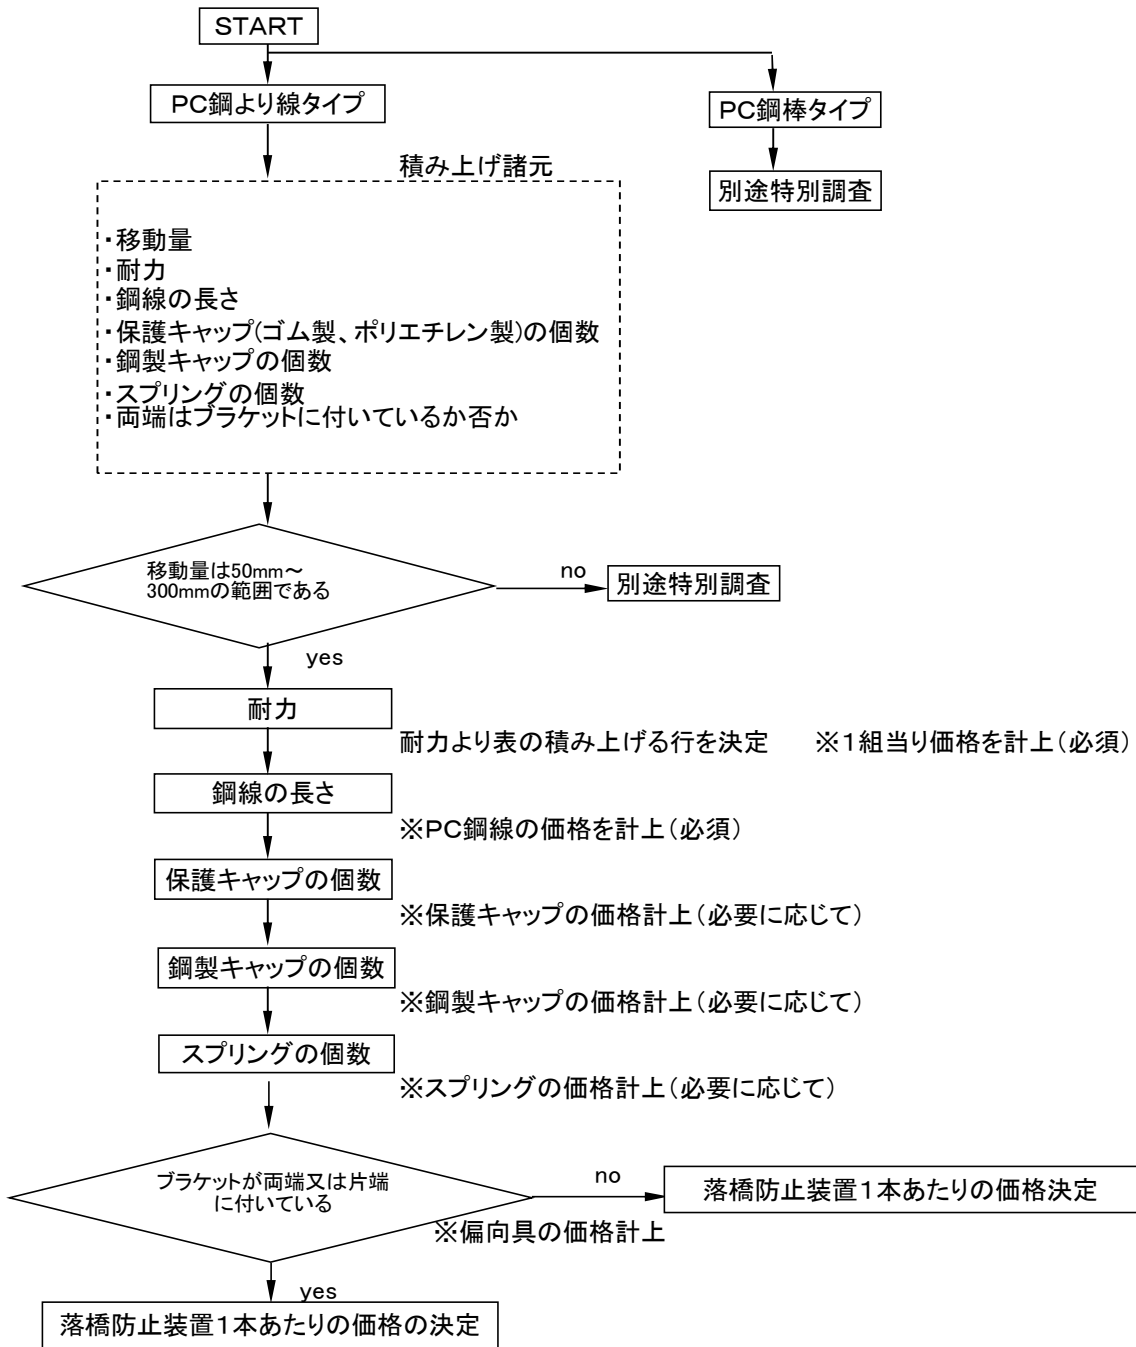 START
PC鋼より線タイプ
PC鋼棒タイプ
積み上げ諸元
別途特別調査
・移動量
・耐力
・鋼線の長さ
・保護キャップ(ゴム製、ポリエチレン製)の個数
・鋼製キャップの個数
・スプリングの個数
・両端はブラケットに付いているか否か
移動量は50mm～
300mmの範囲である
no
別途特別調査
yes
耐力
耐力より表の積み上げる行を決定　※1組当り価格を計上(必須)
鋼線の長さ
※PC鋼線の価格を計上(必須)
保護キャップの個数
※保護キャップの価格計上(必要に応じて)
鋼製キャップの個数
※鋼製キャップの価格計上(必要に応じて)
スプリングの個数
※スプリングの価格計上(必要に応じて)
ブラケットが両端又は片端
に付いている
no
落橋防止装置1本あたりの価格決定
※偏向具の価格計上
yes
落橋防止装置1本あたりの価格の決定